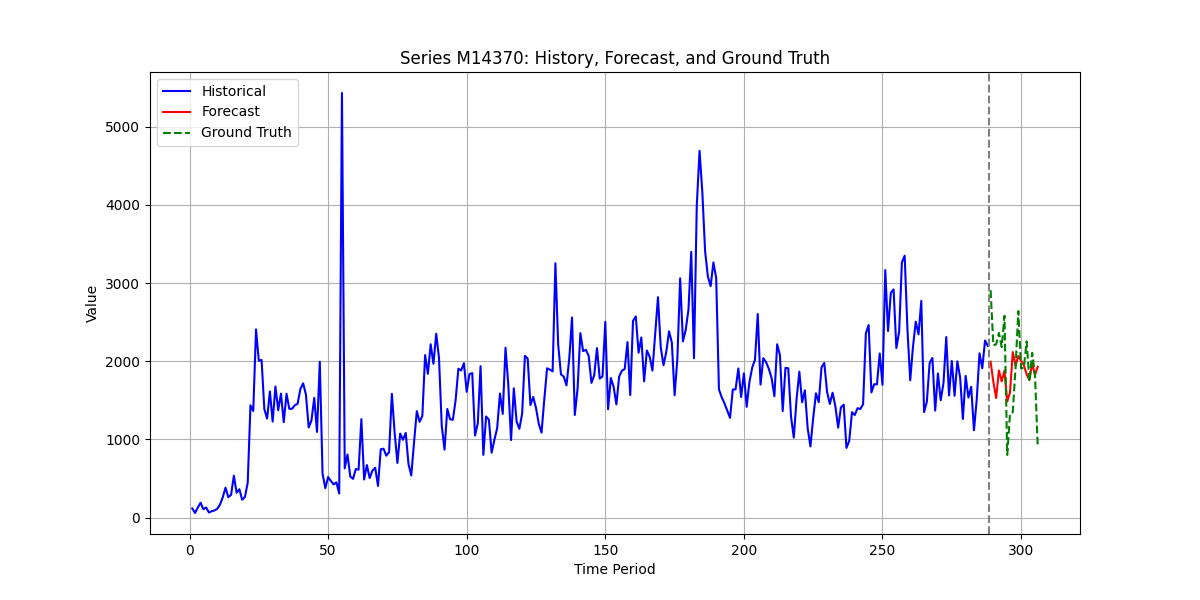 Series M14370: History, Forecast, and Ground Truth
Historical
Forecast
Ground Truth
5000
4000
3000
2000
1000
0
Value
0 50 100 150 200 250 300
Time Period